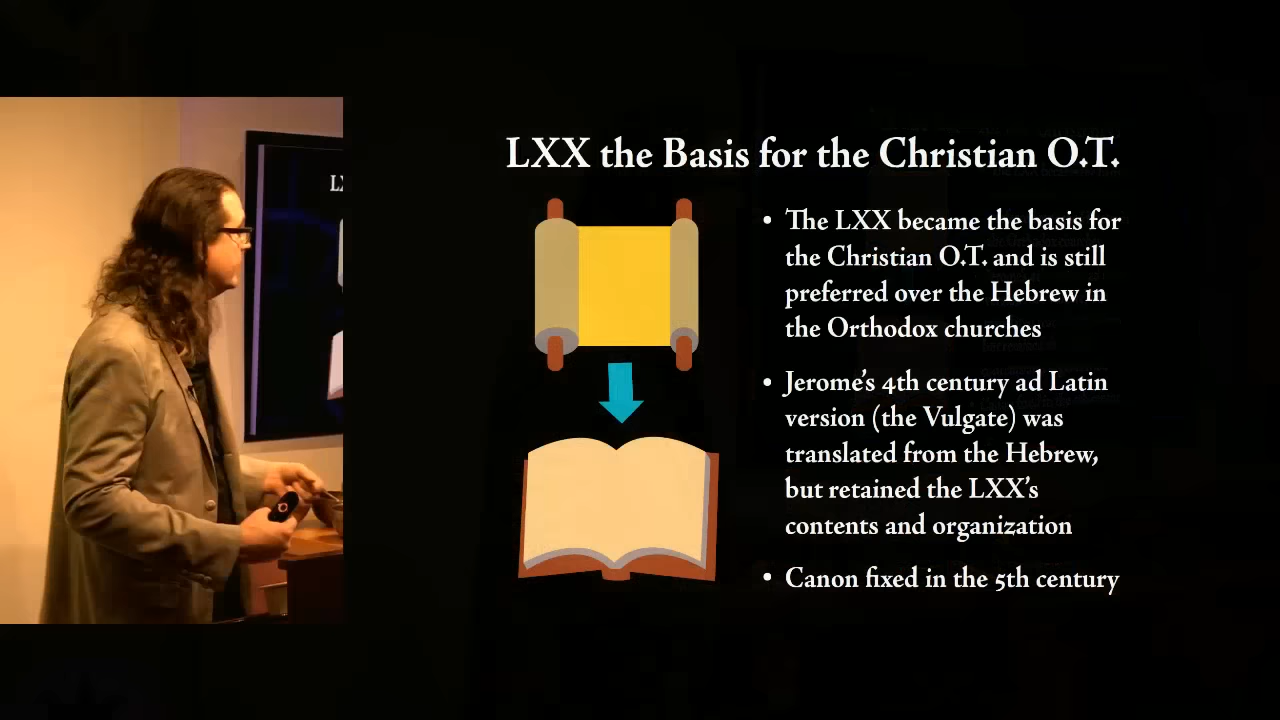 LXX the Basis for the Christian O.T.
• The LXX became the basis for
the Christian O.T. and is still
preferred over the Hebrew in
the Orthodox churches
• Jerome's 4th century ad Latin
version (the Vulgate) was
translated from the Hebrew,
but retained the LXX's
contents and organization
• Canon fixed in the 5th century